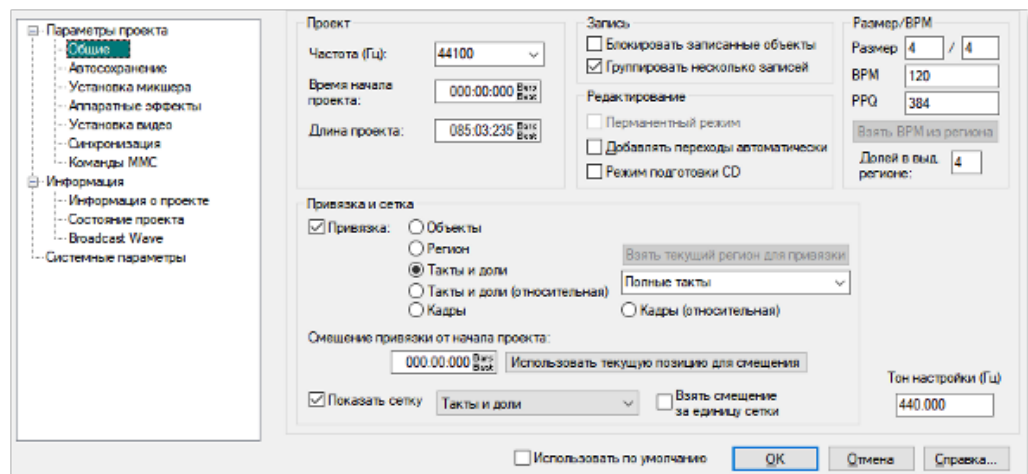 Параметры проекта
Общие
Автосохранение
Установка микшера
Аппаратные эффекты
Установка видео
Синхронизация
Команды MMC
Информация
Информация о проекте
Состояние проекта
Broadcast Wave
Системные параметры
Проект
Частота (Гц):
44100
Время начала
проекта:
000:00:000 Bars Beat
Длина проекта:
085:03:235 Bars Beat
Запись
Блокировать записанные объекты
Группировать несколько записей
Редактирование
Перманентный режим
Добавлять переходы автоматически
Режим подготовки CD
Размер/BPM
Размер 4 / 4
BPM 120
PPQ 384
Взять BPM из региона
Долей в выд.
регионе: 4
Привязка и сетка
Привязка:
Объекты
Регион
Такты и доли
Такты и доли (относительная)
Кадры
Взять текущий регион для привязки
Полные такты
Кадры (относительная)
Смещение привязки от начала проекта:
000:00:000 Bars Beat
Использовать текущую позицию для смещения
Показать сетку
Такты и доли
Взять смещение
за единицу сетки
Тон настройки (Гц)
440.000
Использовать по умолчанию
OK
Отмена
Справка...